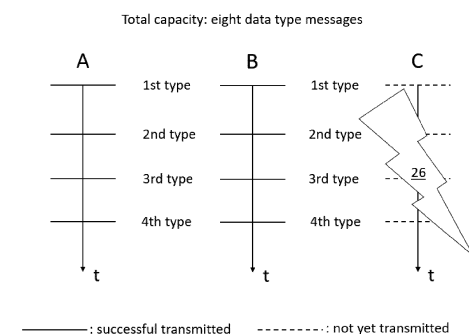 Total capacity: eight data type messages
A B C
1st type 1st type
2nd type 2nd type
3rd type 3rd type 26
4th type 4th type
t t t
: successful transmitted : not yet transmitted